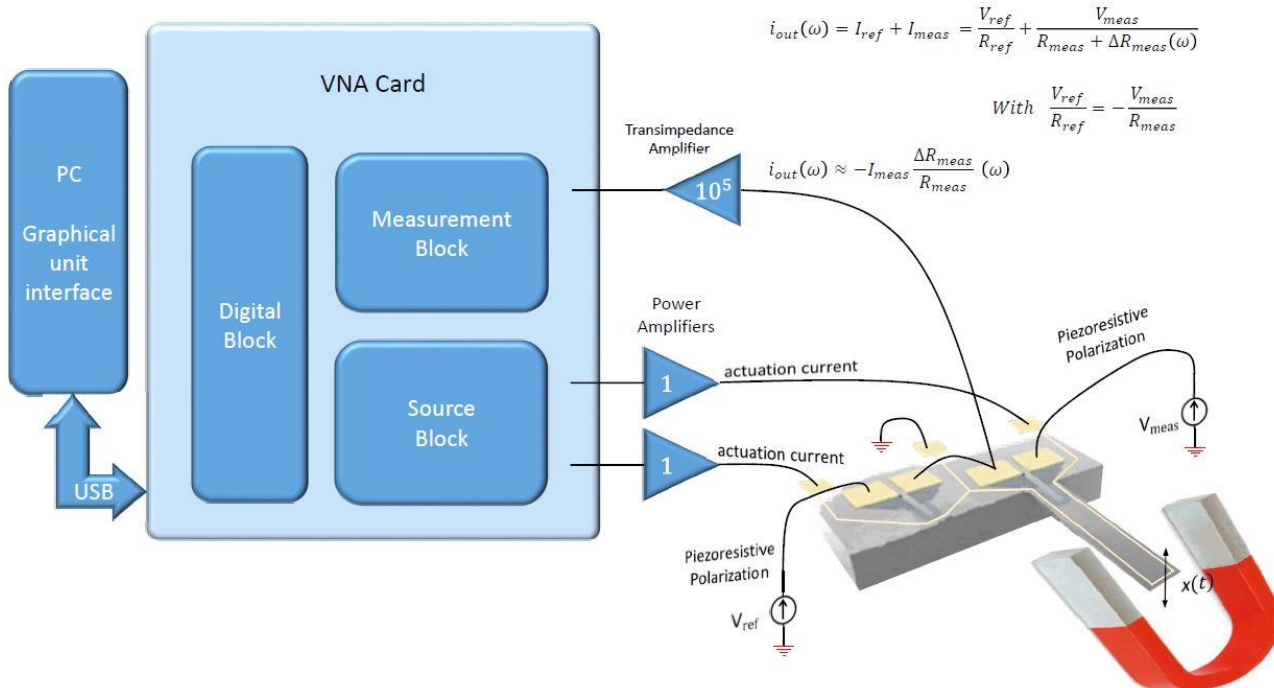 PC
Graphical
unit
interface
USB
VNA Card
Digital
Block
Measurement
Block
Source
Block
Transimpedance
Amplifier
10⁵
Power
Amplifiers
1
1
actuation current
actuation current
Piezoresistive
Polarization
V_ref
Piezoresistive
Polarization
V_meas
x(t)
i_out(ω) = I_ref + I_meas = V_ref/R_ref + V_meas/(R_meas + ΔR_meas(ω))
With V_ref/R_ref = − V_meas/R_meas
i_out(ω) ≈ −I_meas ΔR_meas/R_meas (ω)